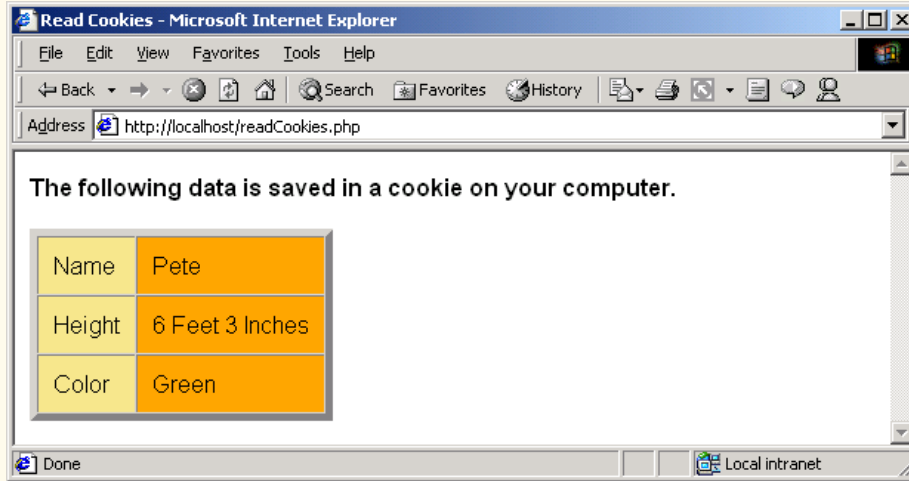 Read Cookies - Microsoft Internet Explorer
File Edit View Favorites Tools Help
Back Search Favorites History
Address http://localhost/readCookies.php
The following data is saved in a cookie on your computer.
Name Pete
Height 6 Feet 3 Inches
Color Green
Done Local intranet